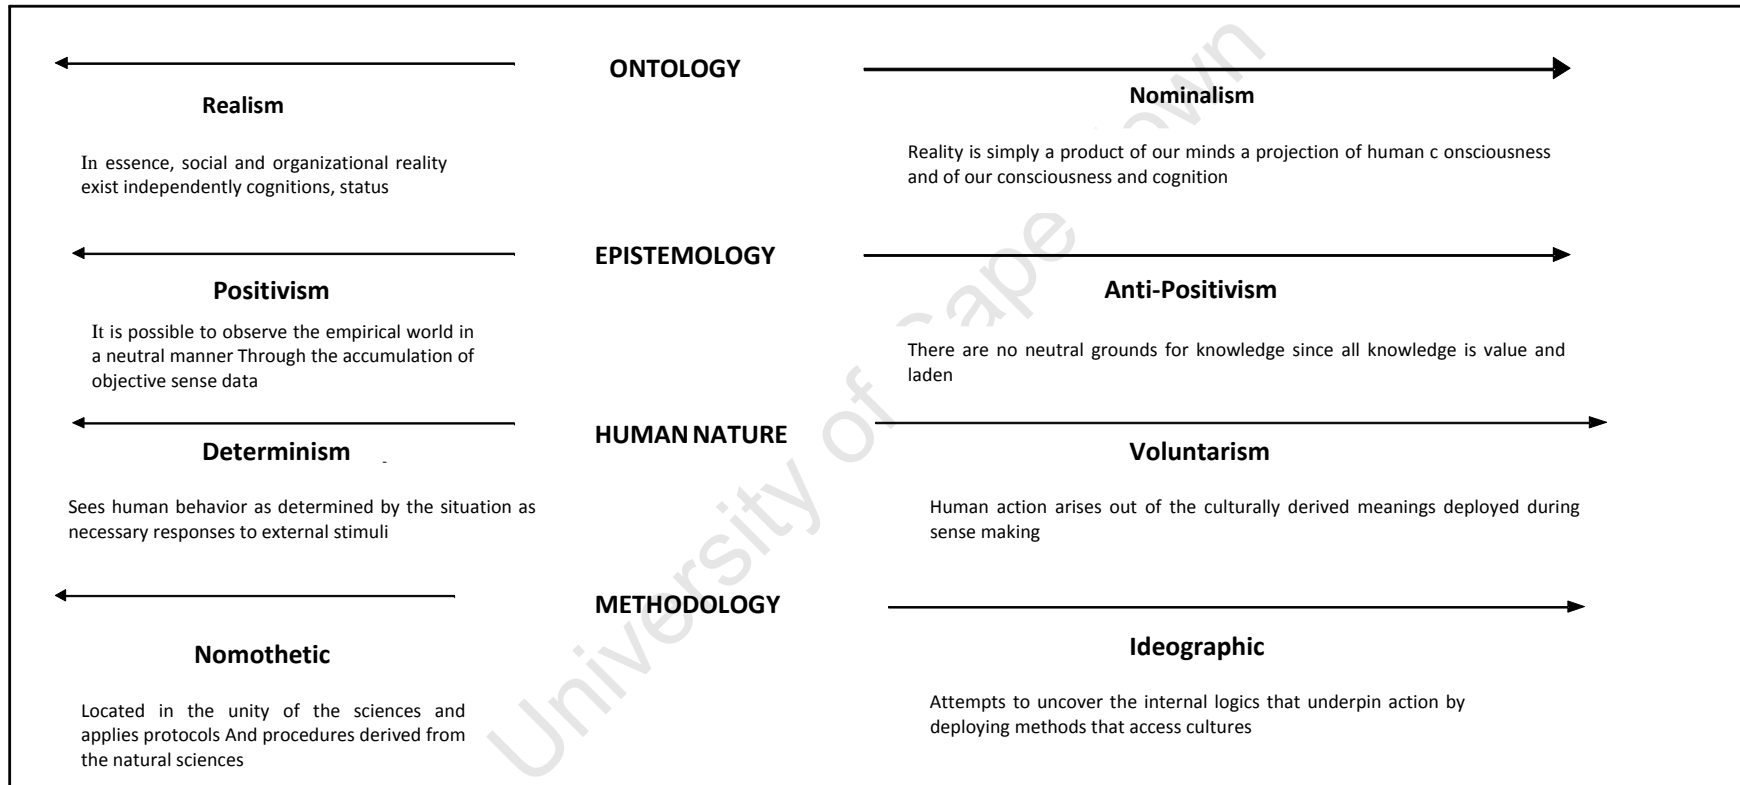 ONTOLOGY
Realism
Nominalism
In essence, social and organizational reality
exist independently cognitions, status
Reality is simply a product of our minds a projection of human c onsciousness
and of our consciousness and cognition
EPISTEMOLOGY
Positivism
Anti-Positivism
It is possible to observe the empirical world in
a neutral manner Through the accumulation of
objective sense data
There are no neutral grounds for knowledge since all knowledge is value and
laden
HUMAN NATURE
Determinism
Voluntarism
Sees human behavior as determined by the situation as
necessary responses to external stimuli
Human action arises out of the culturally derived meanings deployed during
sense making
METHODOLOGY
Nomothetic
Ideographic
Located in the unity of the sciences and
applies protocols And procedures derived from
the natural sciences
Attempts to uncover the internal logics that underpin action by
deploying methods that access cultures
University of Cape Town